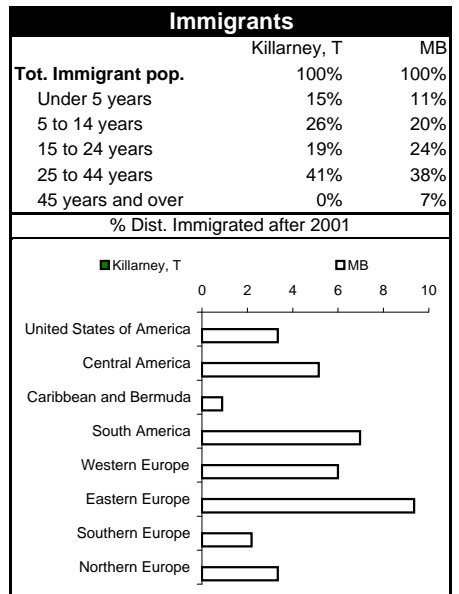 Immigrants
Killarney, T MB
Tot. Immigrant pop. 100% 100%
Under 5 years 15% 11%
5 to 14 years 26% 20%
15 to 24 years 19% 24%
25 to 44 years 41% 38%
45 years and over 0% 7%
% Dist. Immigrated after 2001
Killarney, T MB
0 2 4 6 8 10
United States of America
Central America
Caribbean and Bermuda
South America
Western Europe
Eastern Europe
Southern Europe
Northern Europe